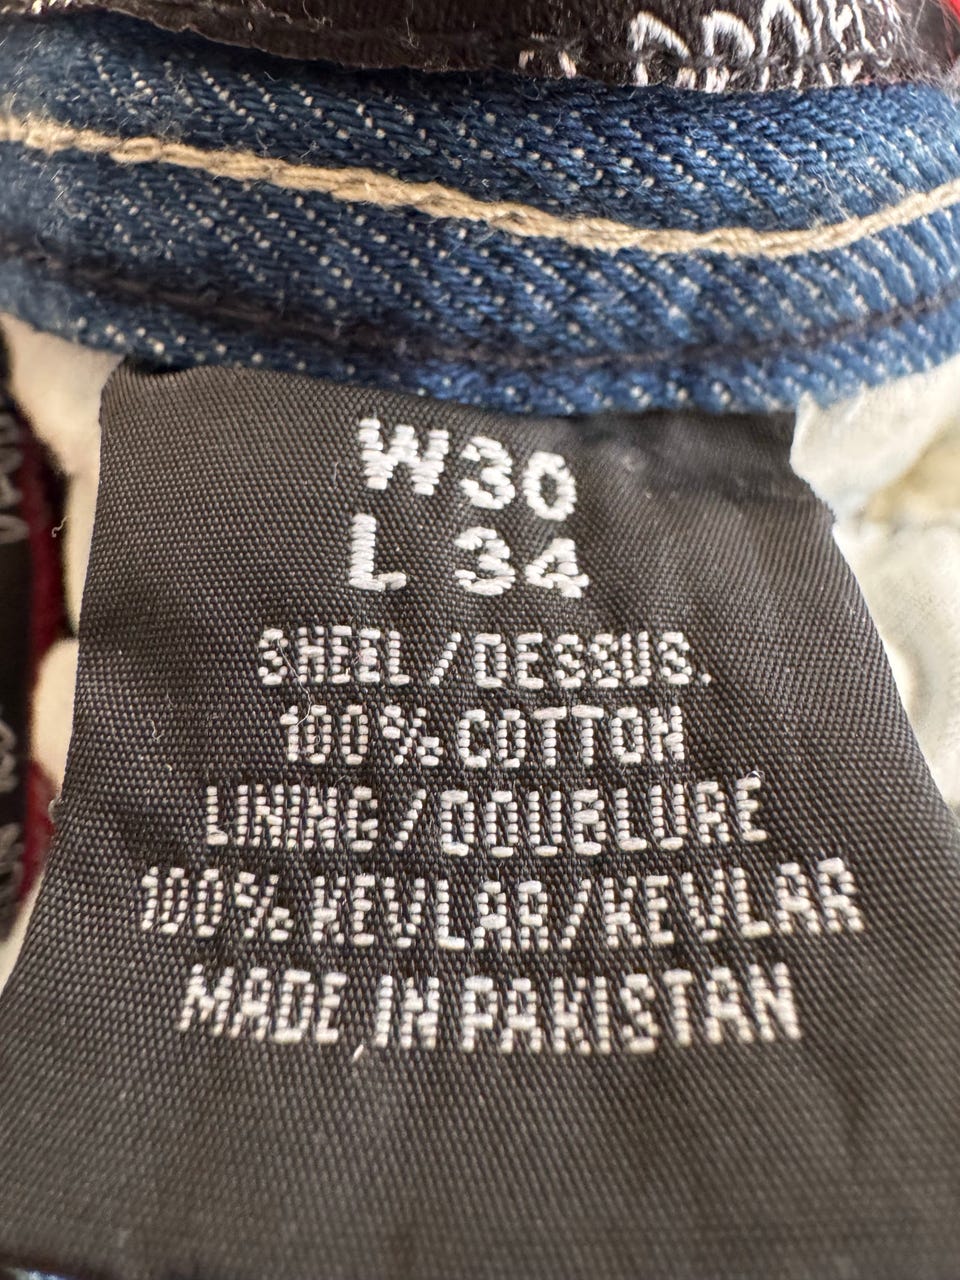 W30
L 34
SHELL/DESSUS.
100% COTTON
LINING/DOUBLURE
100% KEVLAR/KEVLAR
MADE IN PAKISTAN